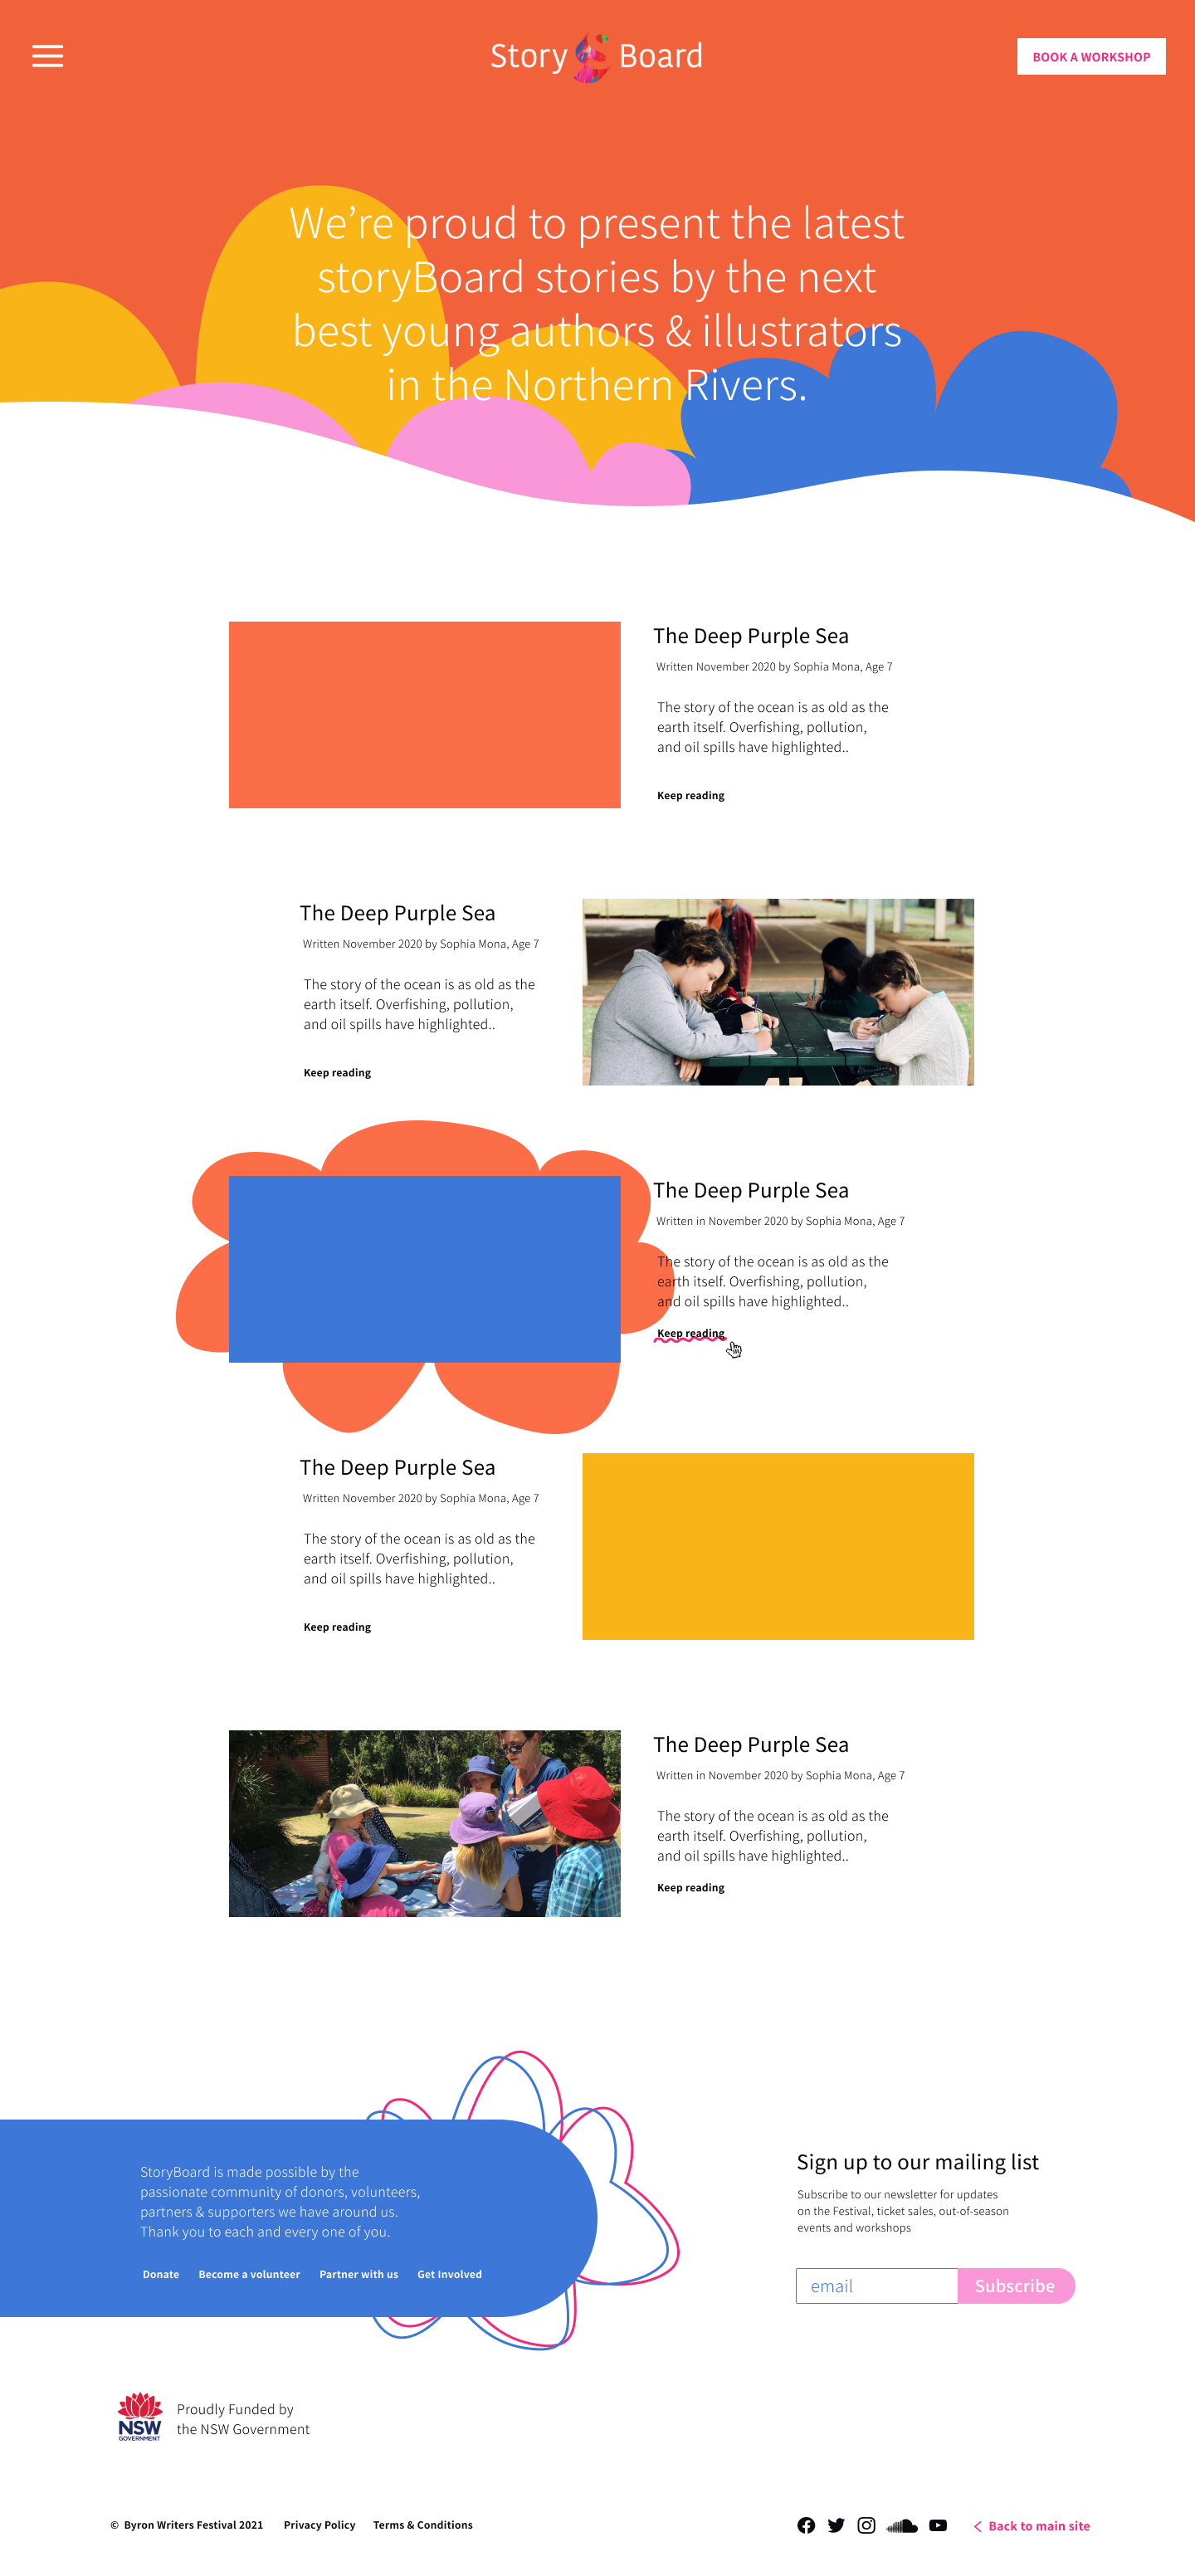 Story Board
BOOK A WORKSHOP
We’re proud to present the latest
storyBoard stories by the next
best young authors & illustrators
in the Northern Rivers.
The Deep Purple Sea
Written November 2020 by Sophia Mona, Age 7
The story of the ocean is as old as the
earth itself. Overfishing, pollution,
and oil spills have highlighted..
Keep reading
The Deep Purple Sea
Written November 2020 by Sophia Mona, Age 7
The story of the ocean is as old as the
earth itself. Overfishing, pollution,
and oil spills have highlighted..
Keep reading
The Deep Purple Sea
Written in November 2020 by Sophia Mona, Age 7
The story of the ocean is as old as the
earth itself. Overfishing, pollution,
and oil spills have highlighted..
Keep reading
The Deep Purple Sea
Written November 2020 by Sophia Mona, Age 7
The story of the ocean is as old as the
earth itself. Overfishing, pollution,
and oil spills have highlighted..
Keep reading
The Deep Purple Sea
Written in November 2020 by Sophia Mona, Age 7
The story of the ocean is as old as the
earth itself. Overfishing, pollution,
and oil spills have highlighted..
Keep reading
StoryBoard is made possible by the
passionate community of donors, volunteers,
partners & supporters we have around us.
Thank you to each and every one of you.
Donate Become a volunteer Partner with us Get Involved
Sign up to our mailing list
Subscribe to our newsletter for updates
on the Festival, ticket sales, out-of-season
events and workshops
email Subscribe
NSW
GOVERNMENT
Proudly Funded by
the NSW Government
© Byron Writers Festival 2021 Privacy Policy Terms & Conditions
Back to main site